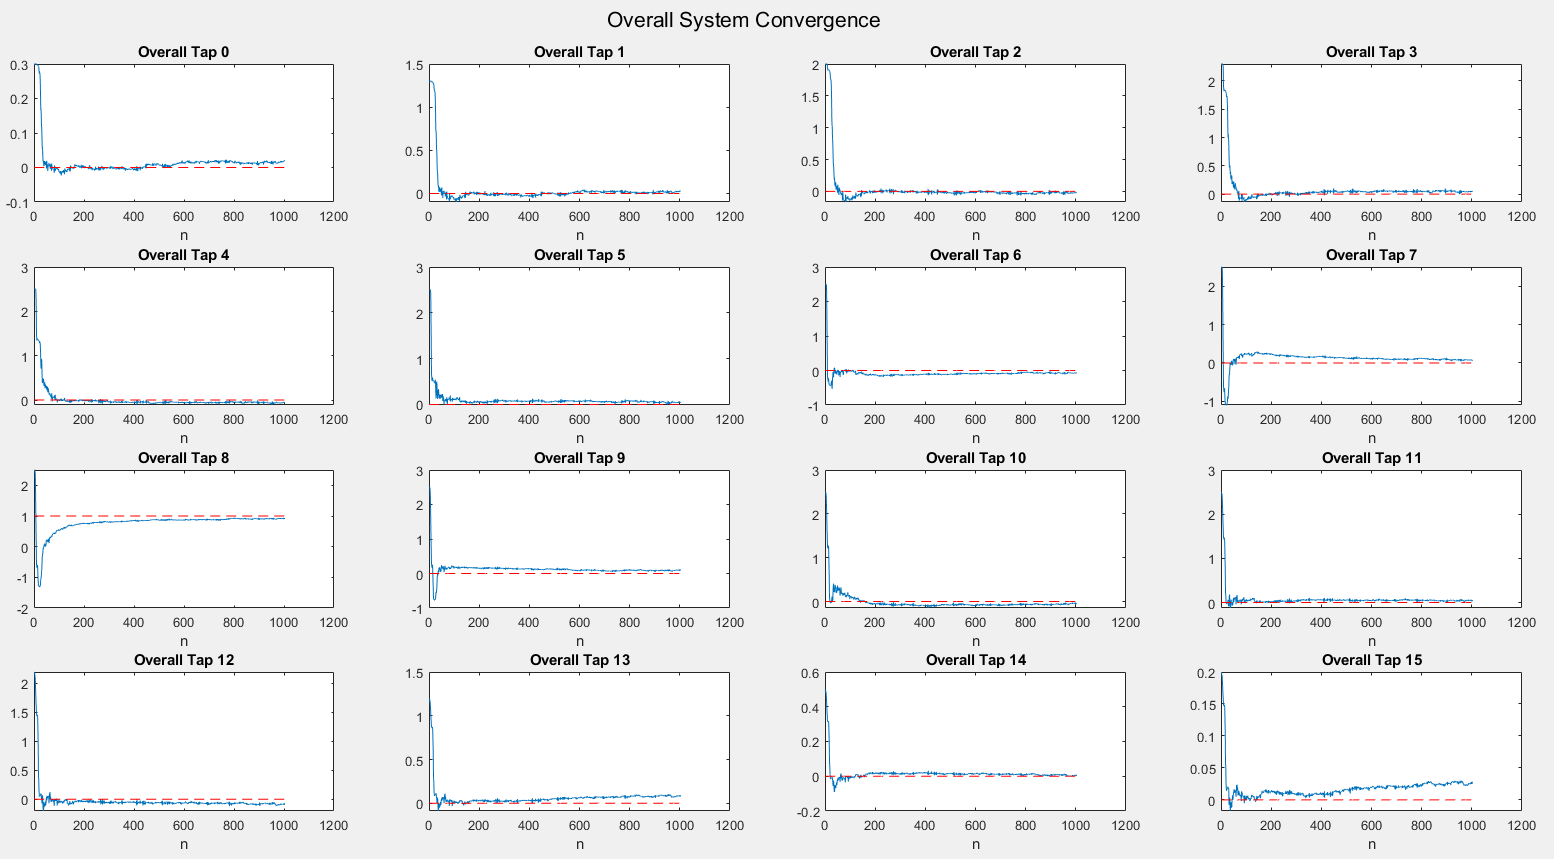 Overall System Convergence
Overall Tap 0 Overall Tap 1 Overall Tap 2 Overall Tap 3
0.3 1.5 2
0.2 1.5 2
1 1.5
0.1 1 1
0.5 0.5 0.5
0 0 0 0
-0.1
0 200 400 600 800 1000 1200 0 200 400 600 800 1000 1200 0 200 400 600 800 1000 1200 0 200 400 600 800 1000 1200
n n n n
Overall Tap 4 Overall Tap 5 Overall Tap 6 Overall Tap 7
3 3 3
2 2 2 2
1 1 1 1
0 0 0 0
-1 -1
0 200 400 600 800 1000 1200 0 200 400 600 800 1000 1200 0 200 400 600 800 1000 1200 0 200 400 600 800 1000 1200
n n n n
Overall Tap 8 Overall Tap 9 Overall Tap 10 Overall Tap 11
2 3 3 3
1 2 2 2
0 1 1 1
-1 0 0 0
-2 -1
0 200 400 600 800 1000 1200 0 200 400 600 800 1000 1200 0 200 400 600 800 1000 1200 0 200 400 600 800 1000 1200
n n n n
Overall Tap 12 Overall Tap 13 Overall Tap 14 Overall Tap 15
2 1.5 0.6 0.2
1.5 1 0.4 0.15
1 0.5 0.2 0.1
0.5 0 0 0.05
0 -0.2 0
0 200 400 600 800 1000 1200 0 200 400 600 800 1000 1200 0 200 400 600 800 1000 1200 0 200 400 600 800 1000 1200
n n n n